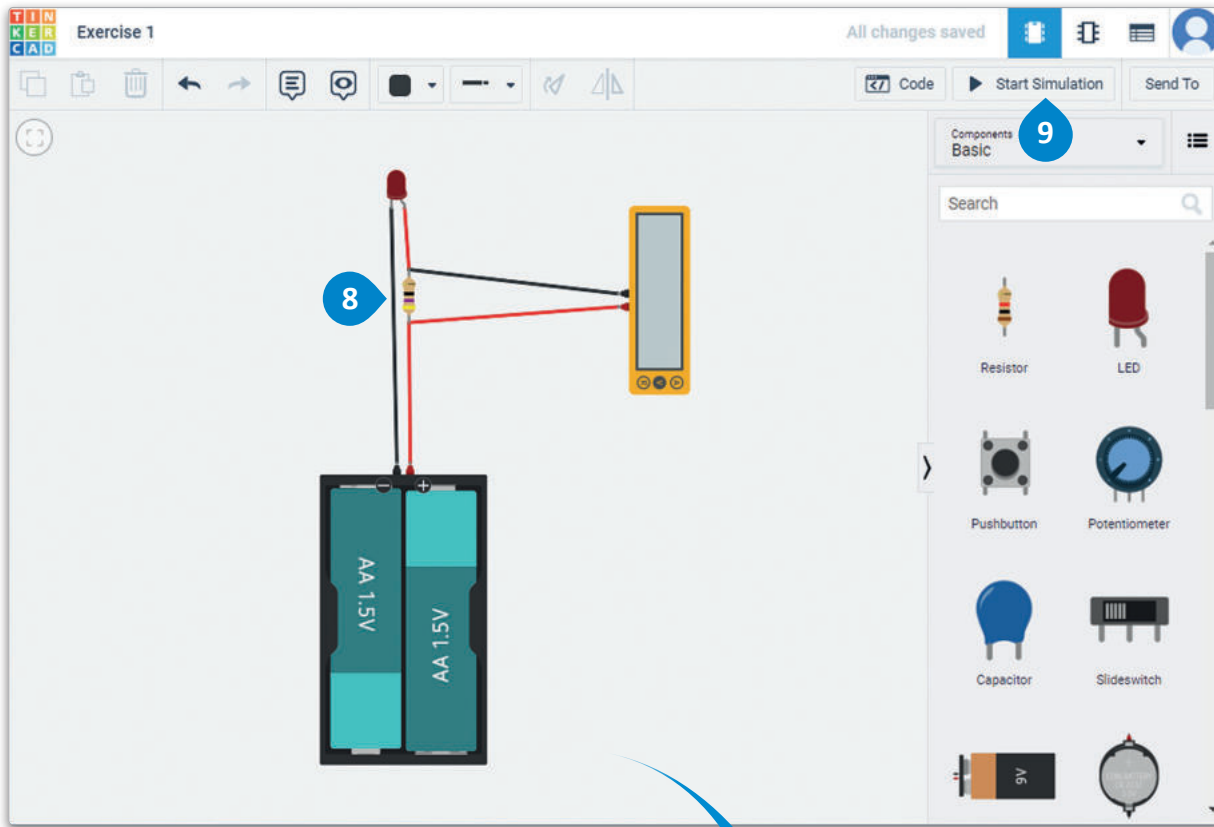 TIN
KER
CAD
Exercise 1
All changes saved
Code
Start Simulation
Send To
9
Components
Basic
Search
8
Resistor
LED
Pushbutton
Potentiometer
AA 1.5V
AA 1.5V
Capacitor
Slideswitch
9V